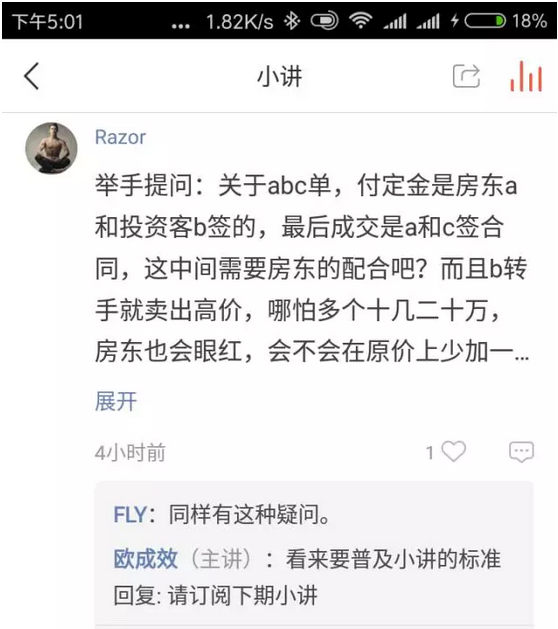 下午5:01 ... 1.82K/s 18%
小讲
Razor
举手提问：关于abc单，付定金是房东a
和投资客b签的，最后成交是a和c签合
同，这中间需要房东的配合吧？而且b转
手就卖出高价，哪怕多个十几二十万，
房东也会眼红，会不会在原价上少加一...
展开
4小时前 1
FLY：同样有这种疑问。
欧成效（主讲）：看来要普及小讲的标准
回复: 请订阅下期小讲